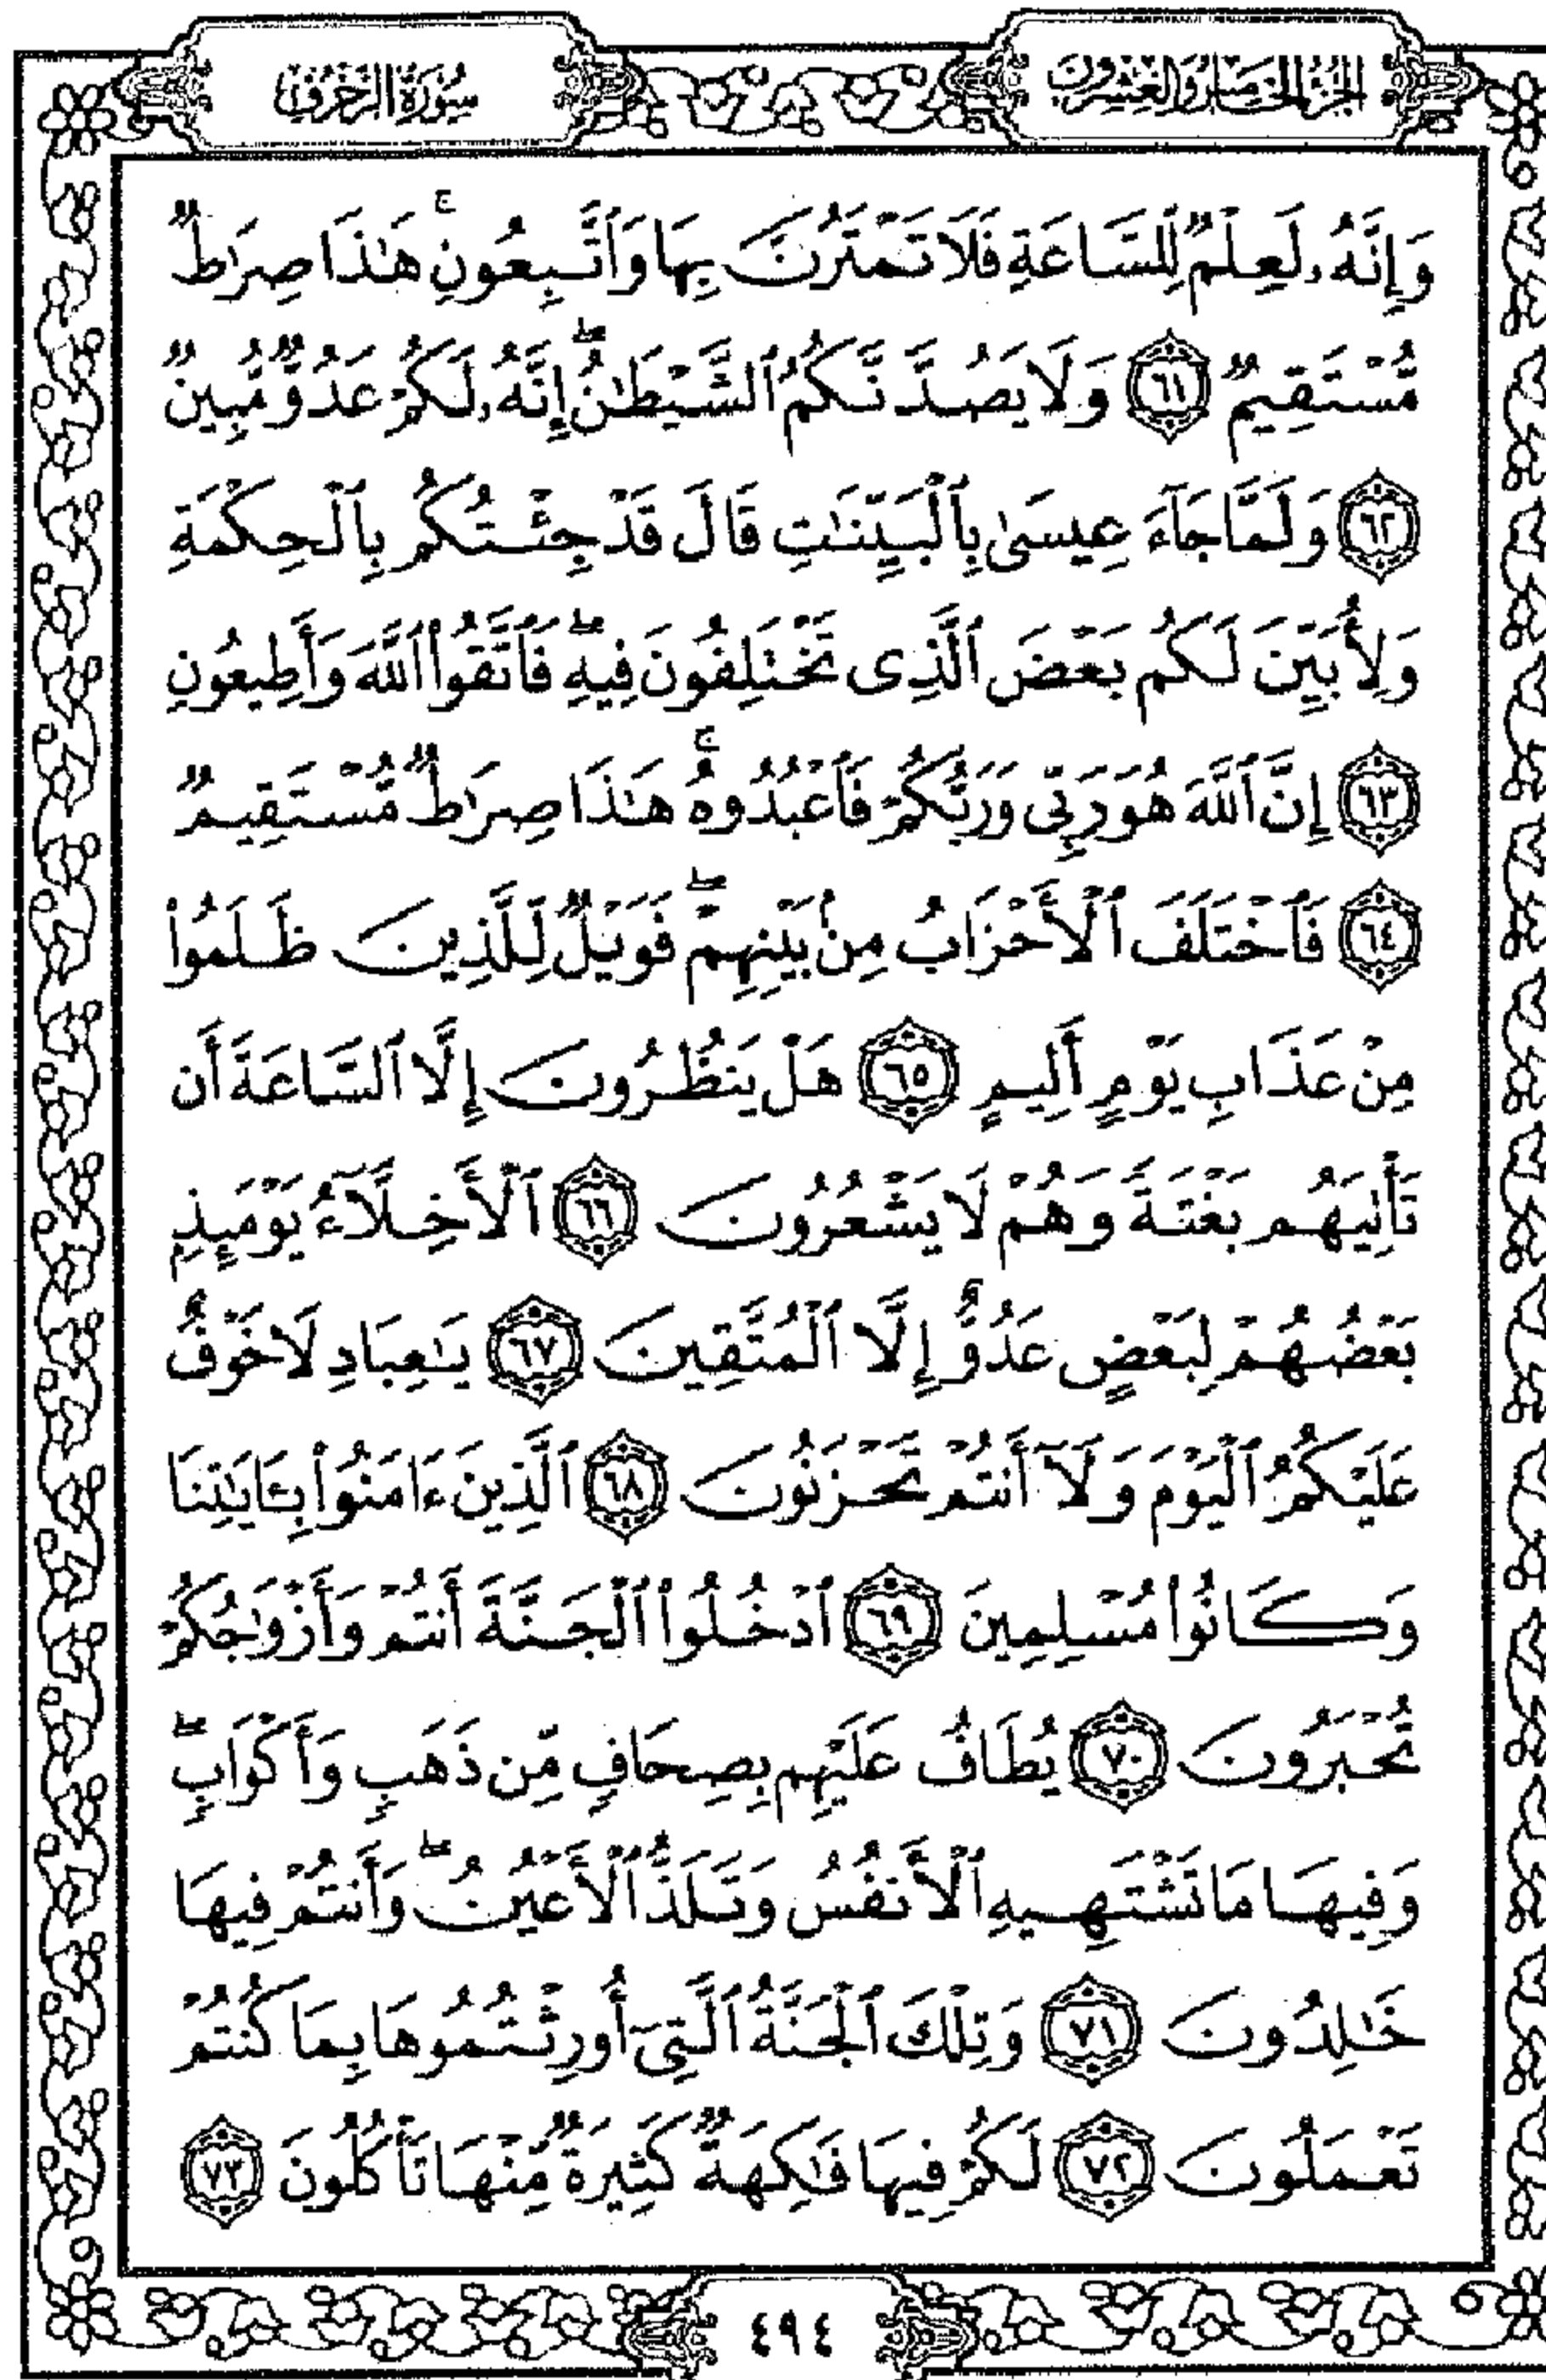 الجزء الخامس والعشرون
سورة الزخرف
وَإِنَّهُۥ لَعِلْمٌ لِّلسَّاعَةِ فَلَا تَمْتَرُنَّ بِهَا وَٱتَّبِعُونِ ۚ هَٰذَا صِرَٰطٌ
مُّسْتَقِيمٌ ٦١ وَلَا يَصُدَّنَّكُمُ ٱلشَّيْطَٰنُ ۖ إِنَّهُۥ لَكُمْ عَدُوٌّ مُّبِينٌ
٦٢ وَلَمَّا جَآءَ عِيسَىٰ بِٱلْبَيِّنَٰتِ قَالَ قَدْ جِئْتُكُم بِٱلْحِكْمَةِ
وَلِأُبَيِّنَ لَكُم بَعْضَ ٱلَّذِى تَخْتَلِفُونَ فِيهِ ۖ فَٱتَّقُوا۟ ٱللَّهَ وَأَطِيعُونِ
٦٣ إِنَّ ٱللَّهَ هُوَ رَبِّى وَرَبُّكُمْ فَٱعْبُدُوهُ ۚ هَٰذَا صِرَٰطٌ مُّسْتَقِيمٌ
٦٤ فَٱخْتَلَفَ ٱلْأَحْزَابُ مِنۢ بَيْنِهِمْ ۖ فَوَيْلٌ لِّلَّذِينَ ظَلَمُوا۟
مِنْ عَذَابِ يَوْمٍ أَلِيمٍ ٦٥ هَلْ يَنظُرُونَ إِلَّا ٱلسَّاعَةَ أَن
تَأْتِيَهُم بَغْتَةً وَهُمْ لَا يَشْعُرُونَ ٦٦ ٱلْأَخِلَّآءُ يَوْمَئِذٍۭ
بَعْضُهُمْ لِبَعْضٍ عَدُوٌّ إِلَّا ٱلْمُتَّقِينَ ٦٧ يَٰعِبَادِ لَا خَوْفٌ
عَلَيْكُمُ ٱلْيَوْمَ وَلَآ أَنتُمْ تَحْزَنُونَ ٦٨ ٱلَّذِينَ ءَامَنُوا۟ بِـَٔايَٰتِنَا
وَكَانُوا۟ مُسْلِمِينَ ٦٩ ٱدْخُلُوا۟ ٱلْجَنَّةَ أَنتُمْ وَأَزْوَٰجُكُمْ
تُحْبَرُونَ ٧٠ يُطَافُ عَلَيْهِم بِصِحَافٍ مِّن ذَهَبٍ وَأَكْوَابٍ ۖ
وَفِيهَا مَا تَشْتَهِيهِ ٱلْأَنفُسُ وَتَلَذُّ ٱلْأَعْيُنُ ۖ وَأَنتُمْ فِيهَا
خَٰلِدُونَ ٧١ وَتِلْكَ ٱلْجَنَّةُ ٱلَّتِىٓ أُورِثْتُمُوهَا بِمَا كُنتُمْ
تَعْمَلُونَ ٧٢ لَكُمْ فِيهَا فَٰكِهَةٌ كَثِيرَةٌ مِّنْهَا تَأْكُلُونَ ٧٣
٤٩٤